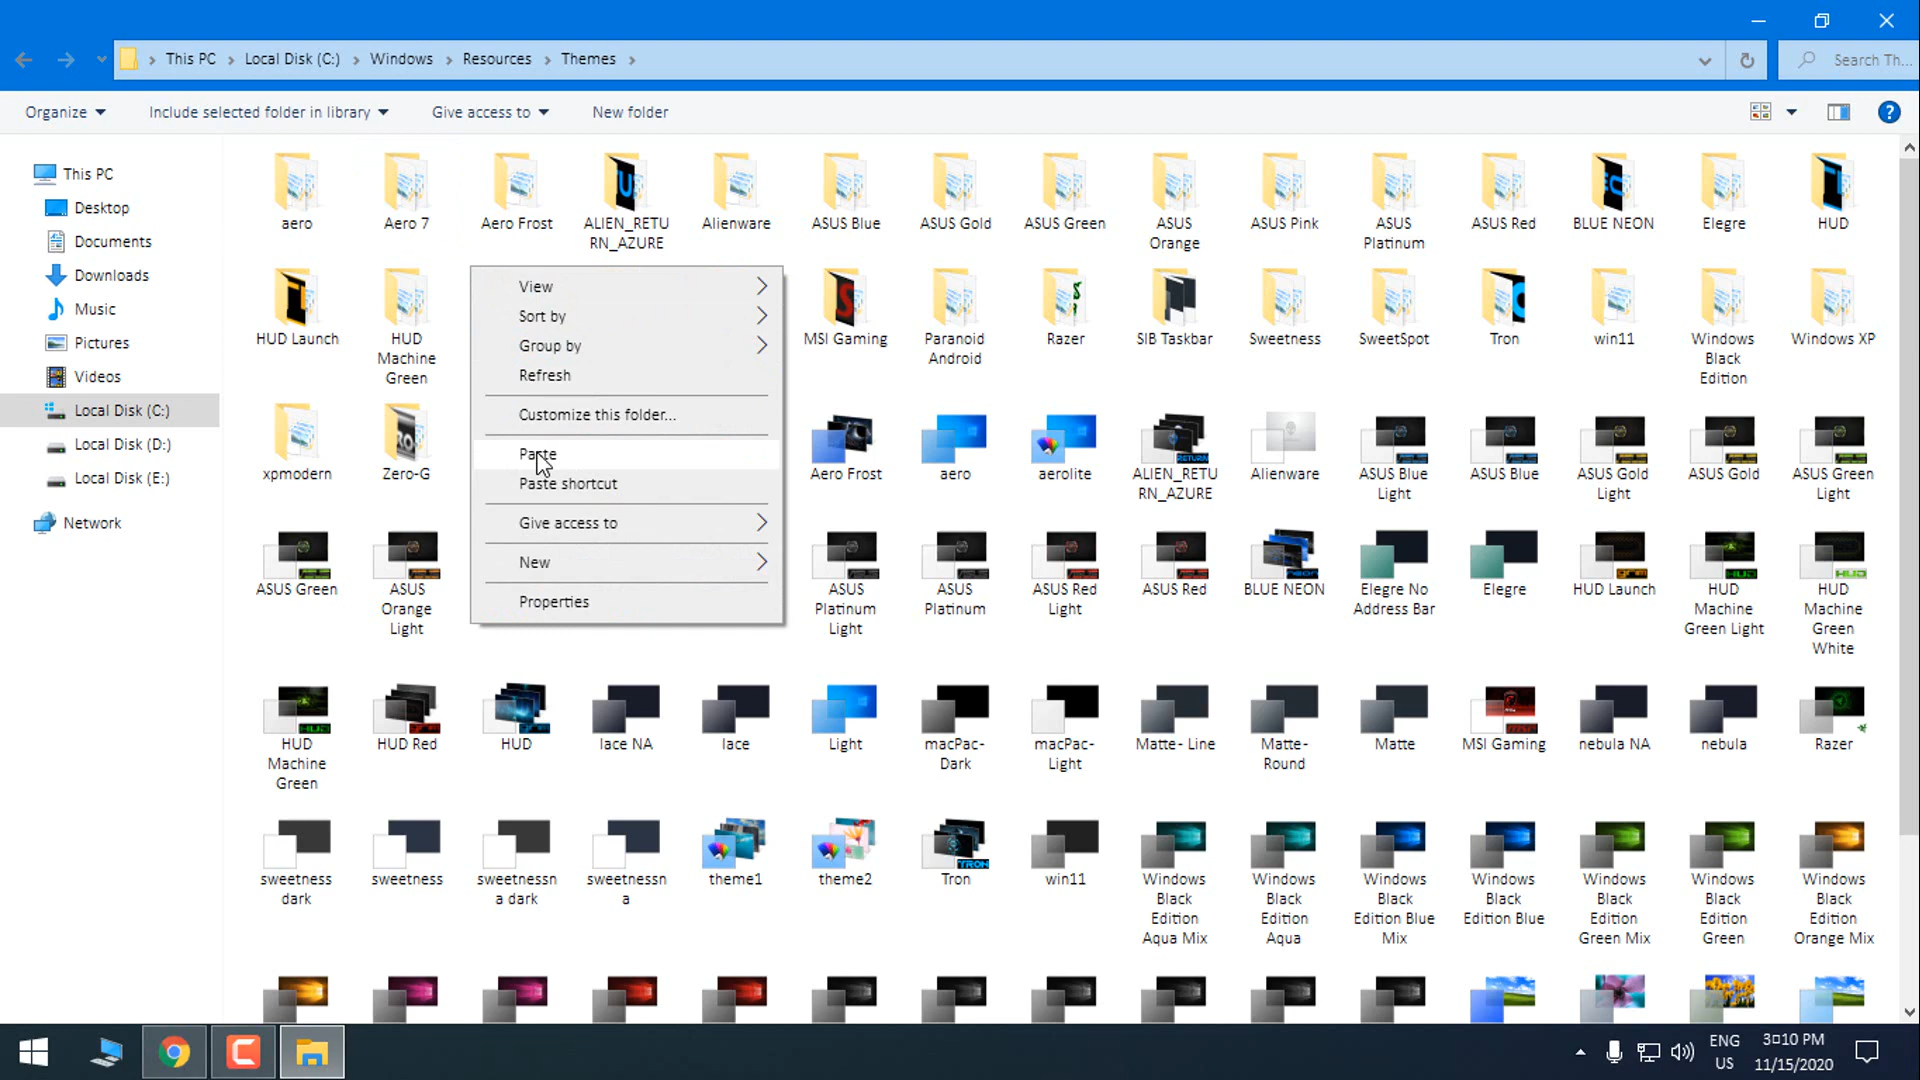 This PC
Local Disk (C:)
Windows
Resources
Themes
Search Th...
Organize
Include selected folder in library
Give access to
New folder
This PC
Desktop
Documents
Downloads
Music
Pictures
Videos
Local Disk (C:)
Local Disk (D:)
Local Disk (E:)
Network
aero
Aero 7
Aero Frost
ALIEN_RETU
RN_AZURE
Alienware
ASUS Blue
ASUS Gold
ASUS Green
ASUS
Orange
ASUS Pink
ASUS
Platinum
ASUS Red
BLUE NEON
Elegre
HUD
HUD Launch
HUD
Machine
Green
MSI Gaming
Paranoid
Android
Razer
SIB Taskbar
Sweetness
SweetSpot
Tron
win11
Windows
Black
Edition
Windows XP
View
Sort by
Group by
Refresh
Customize this folder...
Paste
Paste shortcut
Give access to
New
Properties
xpmodern
Zero-G
Aero Frost
aero
aerolite
ALIEN_RETU
RN_AZURE
Alienware
ASUS Blue
Light
ASUS Blue
ASUS Gold
Light
ASUS Gold
ASUS Green
Light
ASUS Green
ASUS
Orange
Light
ASUS
Platinum
Light
ASUS
Platinum
ASUS Red
Light
ASUS Red
BLUE NEON
Elegre No
Address Bar
Elegre
HUD Launch
HUD
Machine
Green Light
HUD
Machine
Green
White
HUD
Machine
Green
HUD Red
HUD
lace NA
lace
Light
macPac-
Dark
macPac-
Light
Matte- Line
Matte-
Round
Matte
MSI Gaming
nebula NA
nebula
Razer
sweetness
dark
sweetness
sweetnessn
a dark
sweetnessn
a
theme1
theme2
Tron
win11
Windows
Black
Edition
Aqua Mix
Windows
Black
Edition
Aqua
Windows
Black
Edition Blue
Mix
Windows
Black
Edition Blue
Windows
Black
Edition
Green Mix
Windows
Black
Edition
Green
Windows
Black
Edition
Orange Mix
ENG
US
3□10 PM
11/15/2020